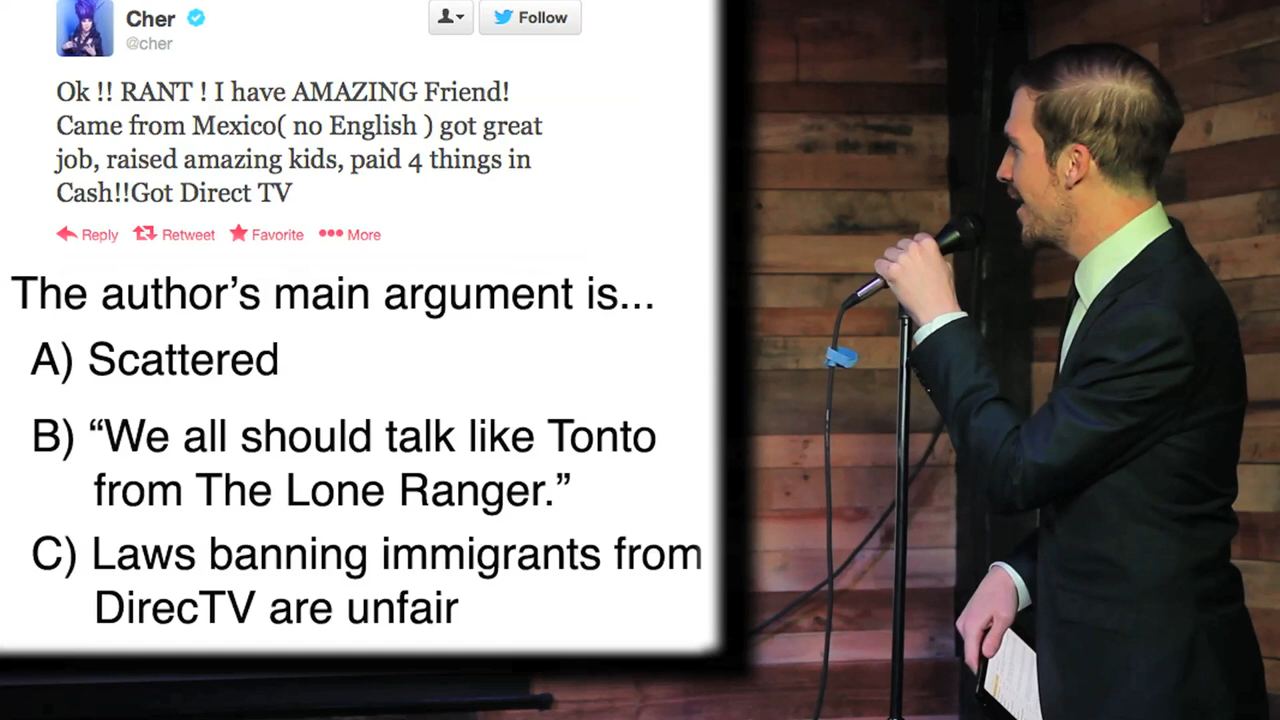 Cher
@cher
Follow
Ok !! RANT ! I have AMAZING Friend!
Came from Mexico( no English ) got great
job, raised amazing kids, paid 4 things in
Cash!!Got Direct TV
Reply Retweet Favorite More
The author's main argument is...
A) Scattered
B) “We all should talk like Tonto
from The Lone Ranger.”
C) Laws banning immigrants from
DirecTV are unfair